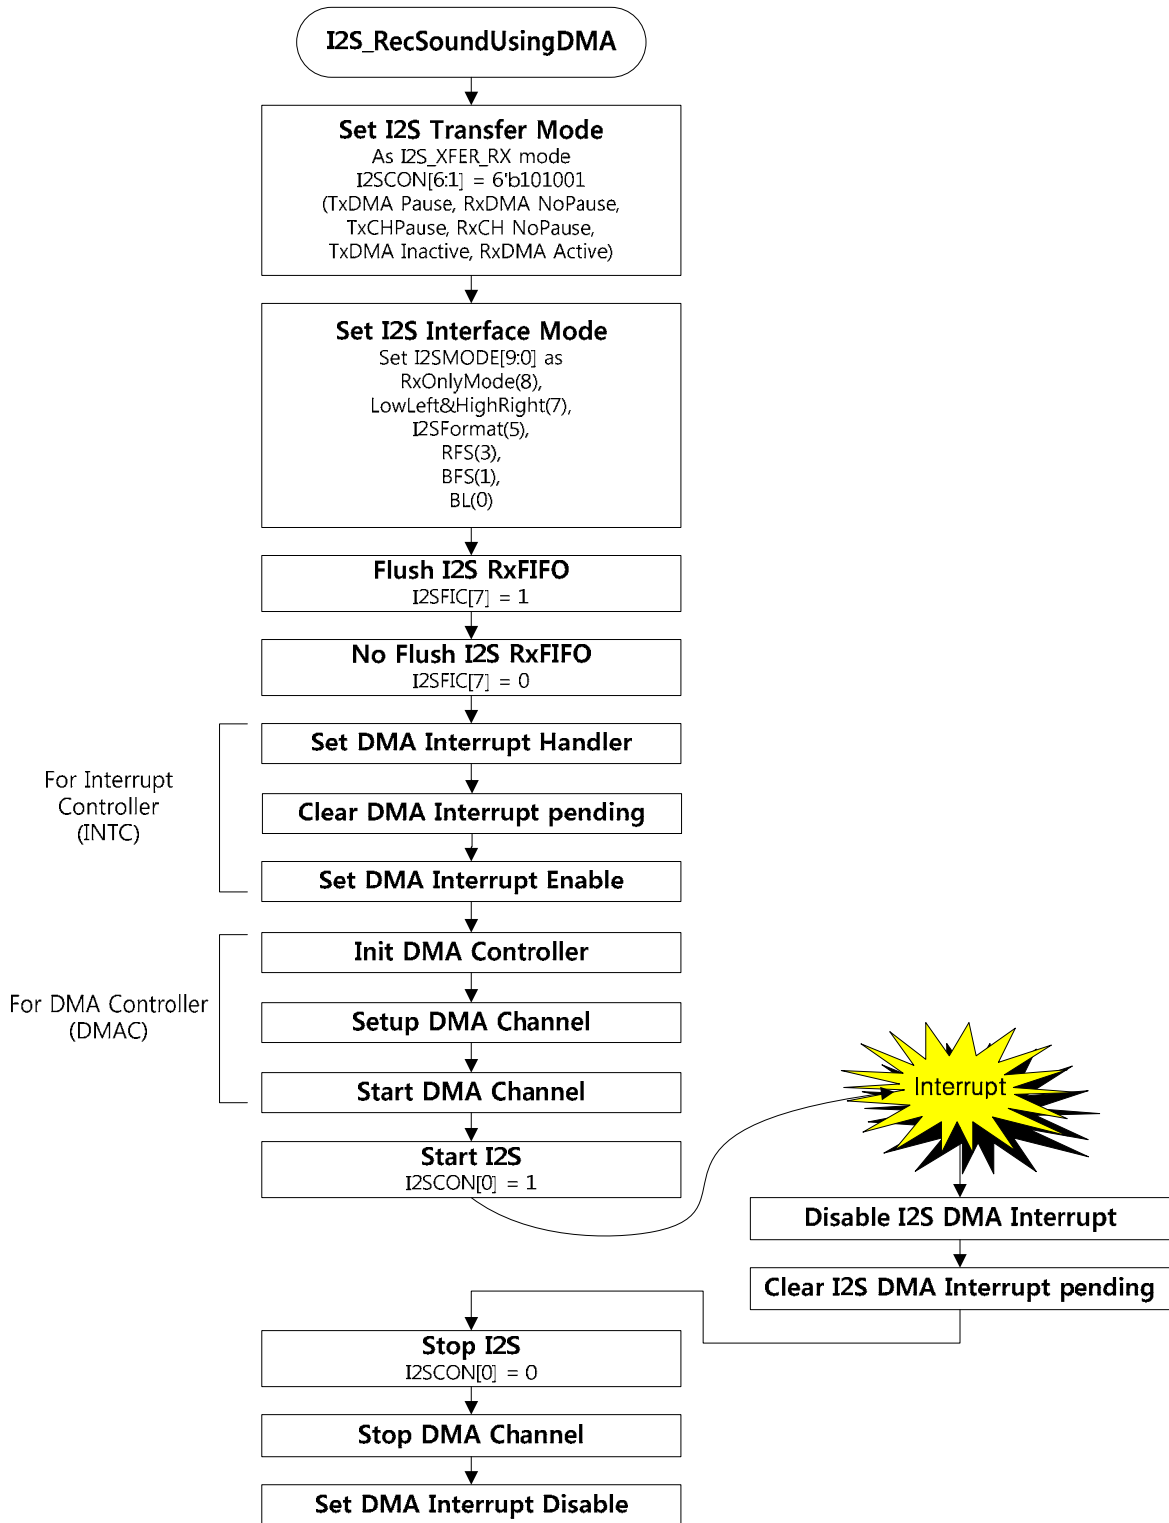 I2S_RecSoundUsingDMA
Set I2S Transfer Mode
As I2S_XFER_RX mode
I2SCON[6:1] = 6'b101001
(TxDMA Pause, RxDMA NoPause,
TxCHPause, RxCH NoPause,
TxDMA Inactive, RxDMA Active)
Set I2S Interface Mode
Set I2SMODE[9:0] as
RxOnlyMode(8),
LowLeft&HighRight(7),
I2SFormat(5),
RFS(3),
BFS(1),
BL(0)
Flush I2S RxFIFO
I2SFIC[7] = 1
No Flush I2S RxFIFO
I2SFIC[7] = 0
For Interrupt
Controller
(INTC)
Set DMA Interrupt Handler
Clear DMA Interrupt pending
Set DMA Interrupt Enable
For DMA Controller
(DMAC)
Init DMA Controller
Setup DMA Channel
Start DMA Channel
Start I2S
I2SCON[0] = 1
Interrupt
Disable I2S DMA Interrupt
Clear I2S DMA Interrupt pending
Stop I2S
I2SCON[0] = 0
Stop DMA Channel
Set DMA Interrupt Disable